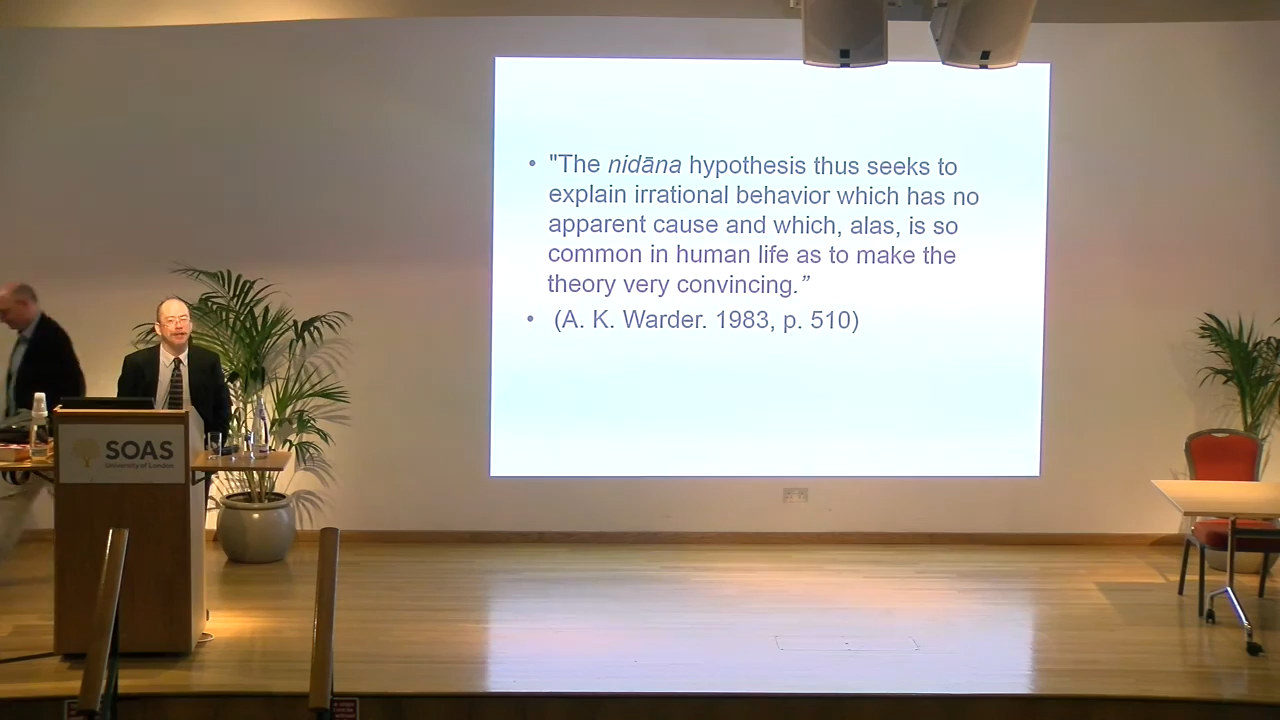 • "The nidāna hypothesis thus seeks to
explain irrational behavior which has no
apparent cause and which, alas, is so
common in human life as to make the
theory very convincing.”
• (A. K. Warder. 1983, p. 510)
SOAS
University of London